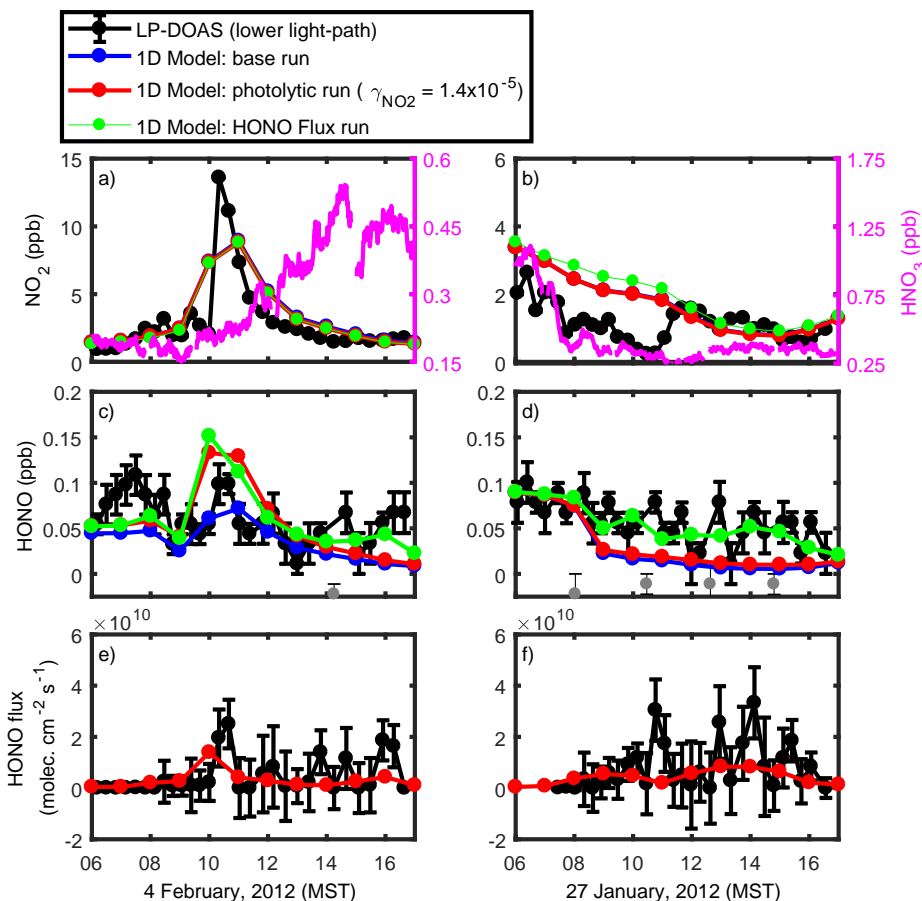 LP-DOAS (lower light-path)
1D Model: base run
1D Model: photolytic run ( γNO2 = 1.4x10-5)
1D Model: HONO Flux run
a)
b)
NO2 (ppb)
15
10
5
0
0.6
0.45
0.3
0.15
6
4
2
0
1.75
1.25
0.75
0.25
HNO3 (ppb)
c)
d)
HONO (ppb)
0.2
0.15
0.1
0.05
0
0.2
0.15
0.1
0.05
0
×1010
×1010
e)
f)
HONO flux
(molec. cm-2 s-1)
6
4
2
0
-2
6
4
2
0
-2
06 08 10 12 14 16
06 08 10 12 14 16
4 February, 2012 (MST)
27 January, 2012 (MST)